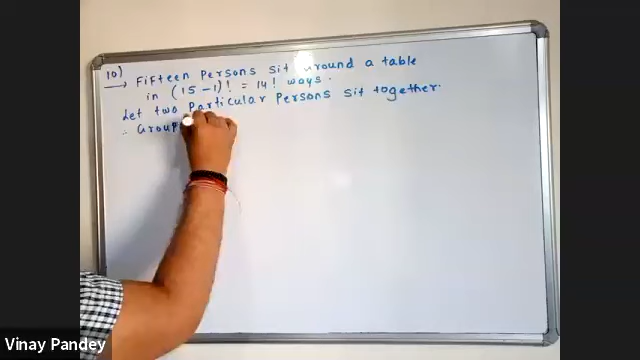 10)
→ Fifteen Persons sit around a table
in (15-1)! = 14! ways.
Let two Particular Persons sit together.
∴ Group
Vinay Pandey